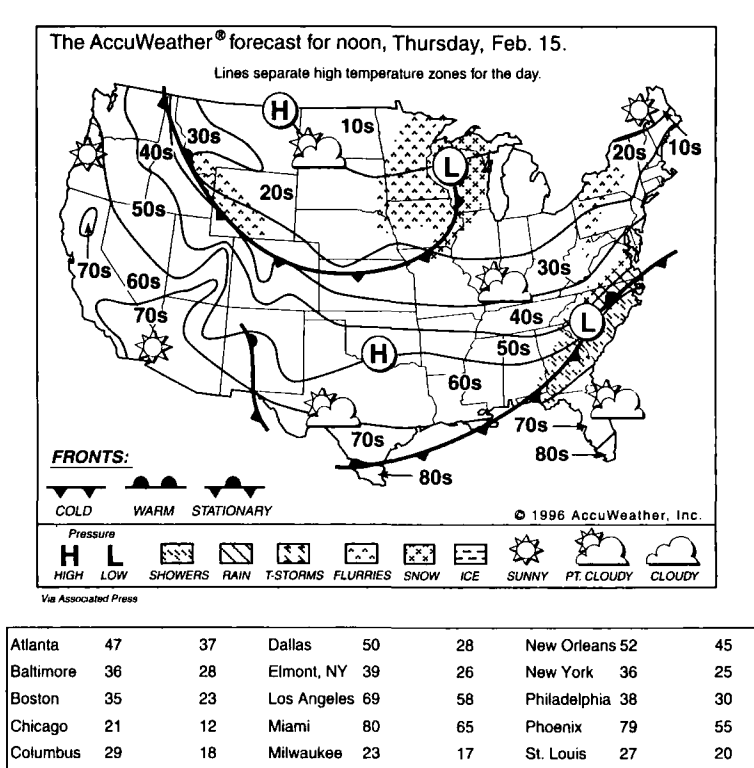 The AccuWeather® forecast for noon, Thursday, Feb. 15.
Lines separate high temperature zones for the day.
H
10s
30s
40s
20s
10s
L
20s
50s
70s
60s
30s
70s
40s
L
50s
H
60s
70s
70s
80s
80s
FRONTS:
COLD WARM STATIONARY
© 1996 AccuWeather, Inc.
Pressure
H L
HIGH LOW SHOWERS RAIN T-STORMS FLURRIES SNOW ICE SUNNY PT. CLOUDY CLOUDY
Via Associated Press
Atlanta 47 37 Dallas 50 28 New Orleans 52 45
Baltimore 36 28 Elmont, NY 39 26 New York 36 25
Boston 35 23 Los Angeles 69 58 Philadelphia 38 30
Chicago 21 12 Miami 80 65 Phoenix 79 55
Columbus 29 18 Milwaukee 23 17 St. Louis 27 20